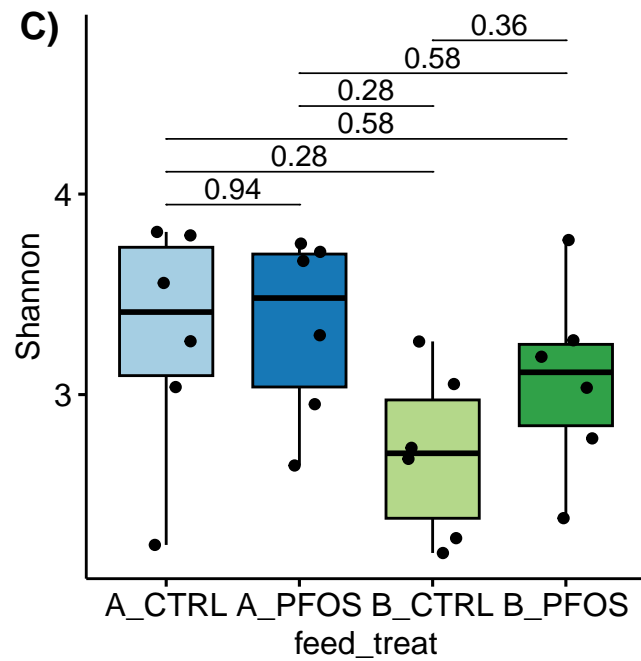 C)
0.36
0.58
0.28
0.58
0.28
0.94
4
3
Shannon
A_CTRL A_PFOS B_CTRL B_PFOS
feed_treat